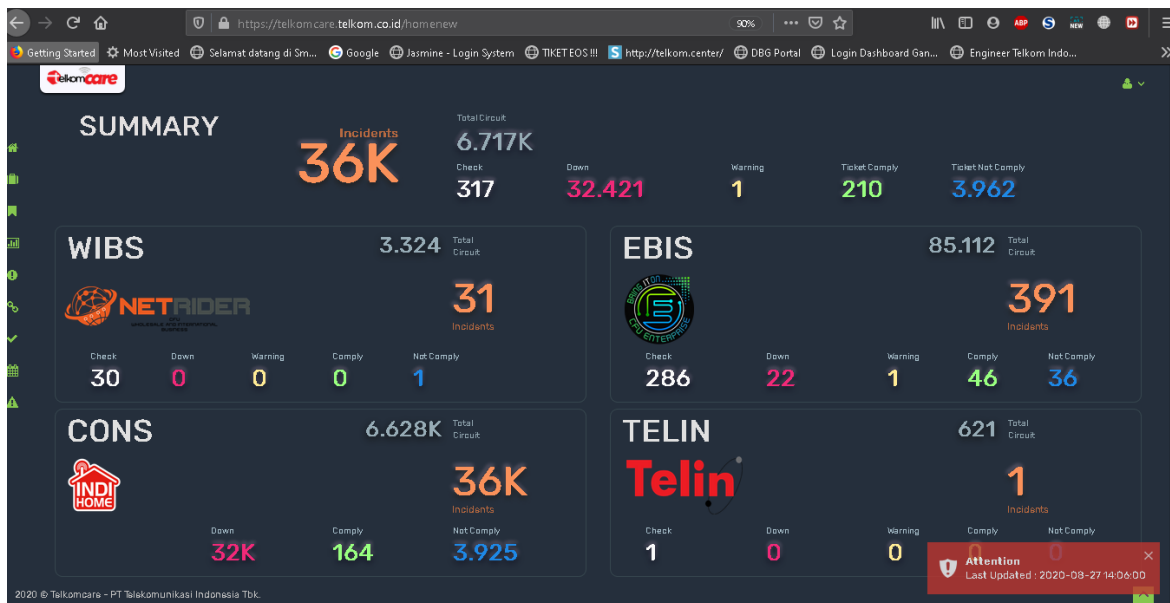 https://telkomcare.telkom.co.id/homenew
90%
Getting Started
Most Visited
Selamat datang di Sm...
Google
Jasmine - Login System
TIKET EOS !!!
http://telkom.center/
DBG Portal
Login Dashboard Gan...
Engineer Telkom Indo...
Telkomcare
SUMMARY
Incidents
36K
Total Circuit
6.717K
Check
Down
Warning
Ticket Comply
Ticket Not Comply
317
32.421
1
210
3.962
WIBS
3.324
Total
Circuit
NETRIDER
31
Incidents
Check
Down
Warning
Comply
Not Comply
30
0
0
0
1
EBIS
85.112
Total
Circuit
BRING IT ON
CFU ENTERPRISE
391
Incidents
Check
Down
Warning
Comply
Not Comply
286
22
1
46
36
CONS
6.628K
Total
Circuit
INDI
HOME
36K
Incidents
Down
Comply
Not Comply
32K
164
3.925
TELIN
621
Total
Circuit
Telin
1
Incidents
Check
Down
Warning
Comply
Not Comply
1
0
0
0
0
Attention
Last Updated : 2020-08-27 14:06:00
2020 © Telkomcare - PT Telekomunikasi Indonesia Tbk.